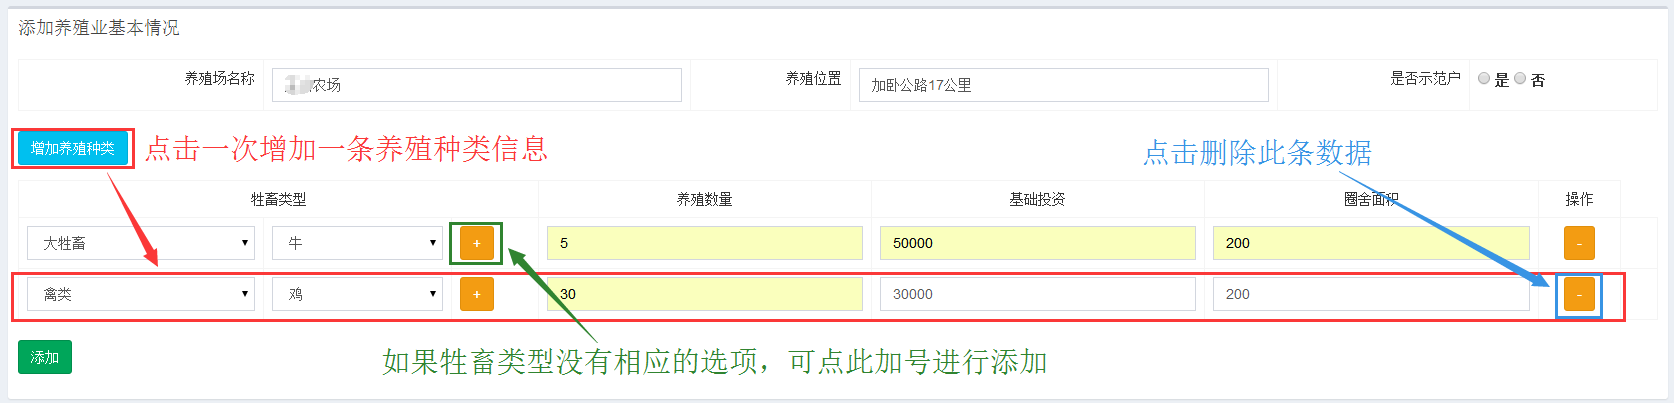 添加养殖业基本情况
养殖场名称 农场 养殖位置 加卧公路17公里 是否示范户 是 否
增加养殖种类 点击一次增加一条养殖种类信息 点击删除此条数据
牲畜类型 养殖数量 基础投资 圈舍面积 操作
大牲畜 牛 + 5 50000 200 -
禽类 鸡 + 30 30000 200 -
添加 如果牲畜类型没有相应的选项，可点此加号进行添加